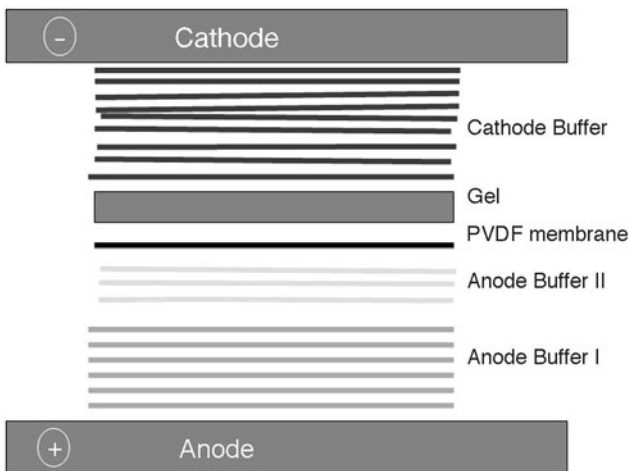 - Cathode
Cathode Buffer
Gel
PVDF membrane
Anode Buffer II
Anode Buffer I
+ Anode